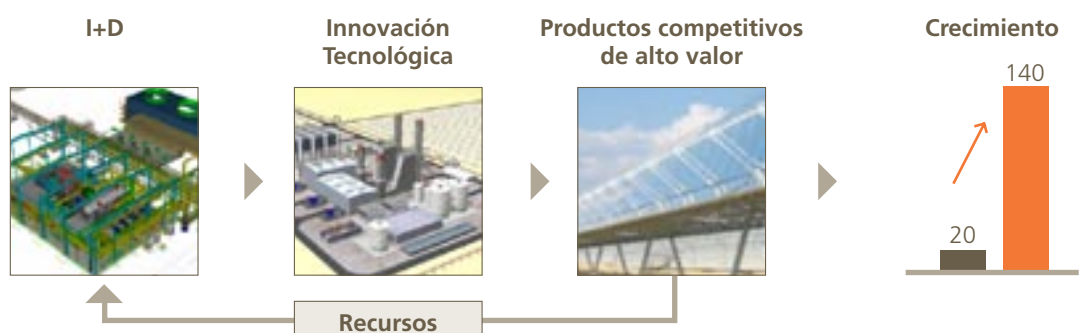 I+D
Innovación
Tecnológica
Productos competitivos
de alto valor
Crecimiento
140
20
Recursos